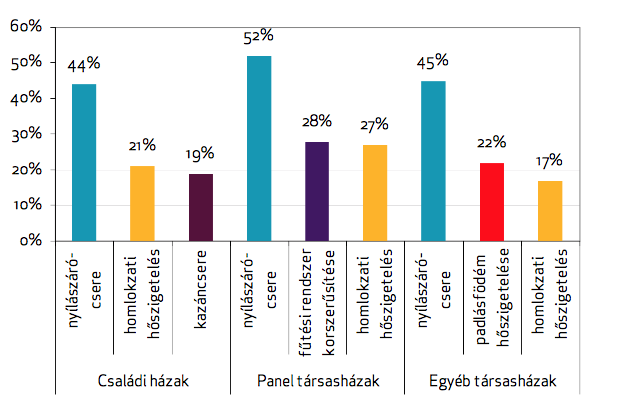 60%
50%
40%
30%
20%
10%
0%
44%
21%
19%
52%
28%
27%
45%
22%
17%
nyílászáró-
csere
homlokzati
hőszigetelés
kazáncsere
nyílászáró-
csere
fűtési rendszer
korszerűsítése
homlokzati
hőszigetelés
nyílászáró-
csere
padlásfödém
hőszigetelése
homlokzati
hőszigetelés
Családi házak
Panel társasházak
Egyéb társasházak